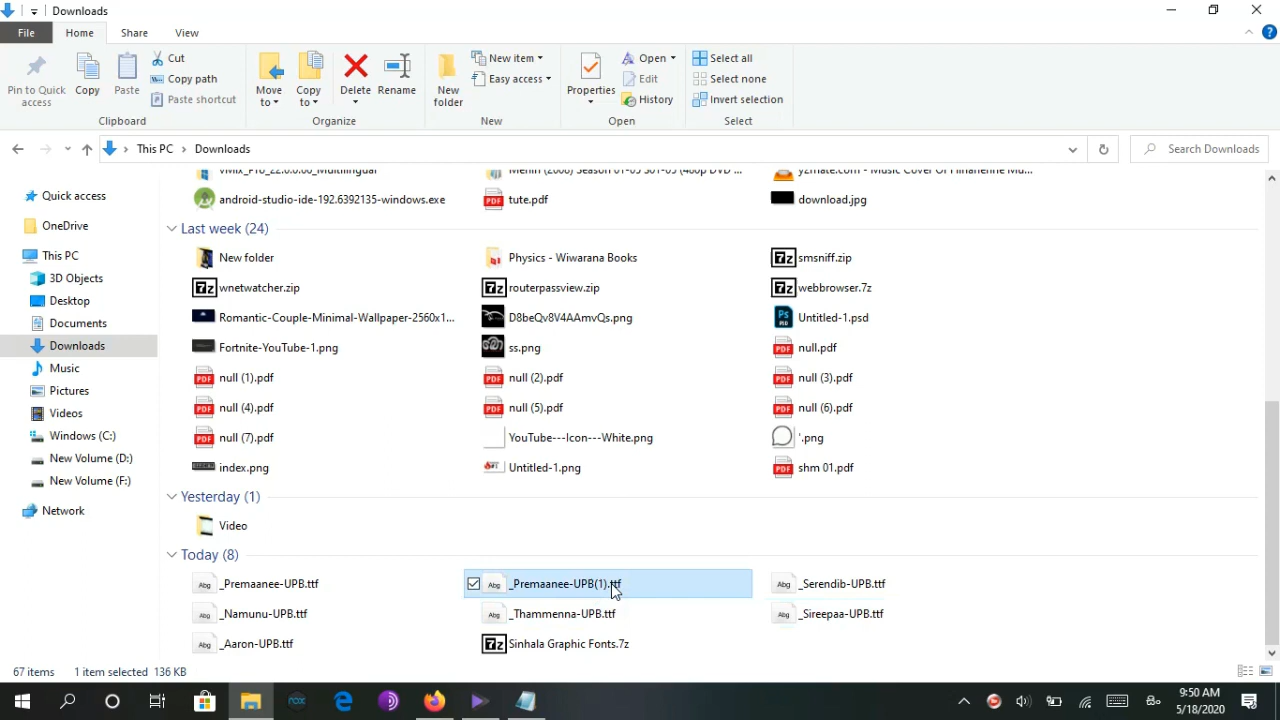 Downloads
File Home Share View
Pin to Quick access
Copy
Paste
Cut
Copy path
Paste shortcut
Move to
Copy to
Delete
Rename
New folder
New item
Easy access
Properties
Open
Edit
History
Select all
Select none
Invert selection
Clipboard Organize New Open Select
This PC Downloads Search Downloads
Quick access
OneDrive
This PC
3D Objects
Desktop
Documents
Downloads
Music
Pictures
Videos
Windows (C:)
New Volume (D:)
New Volume (F:)
Network
android-studio-ide-192.6392135-windows.exe tute.pdf download.jpg
Last week (24)
New folder Physics - Wiwarana Books smsniff.zip
wnetwatcher.zip routerpassview.zip webbrowser.7z
Romantic-Couple-Minimal-Wallpaper-2560x1... D8beQv8V4AAmvQs.png Untitled-1.psd
Fortnite-YouTube-1.png ss.png null.pdf
null (1).pdf null (2).pdf null (3).pdf
null (4).pdf null (5).pdf null (6).pdf
null (7).pdf YouTube---Icon---White.png '.png
index.png Untitled-1.png shm 01.pdf
Yesterday (1)
Video
Today (8)
_Premaanee-UPB.ttf _Premaanee-UPB(1).ttf _Serendib-UPB.ttf
_Namunu-UPB.ttf _Thammenna-UPB.ttf _Sireepaa-UPB.ttf
_Aaron-UPB.ttf Sinhala Graphic Fonts.7z
67 items 1 item selected 136 KB
9:50 AM
5/18/2020